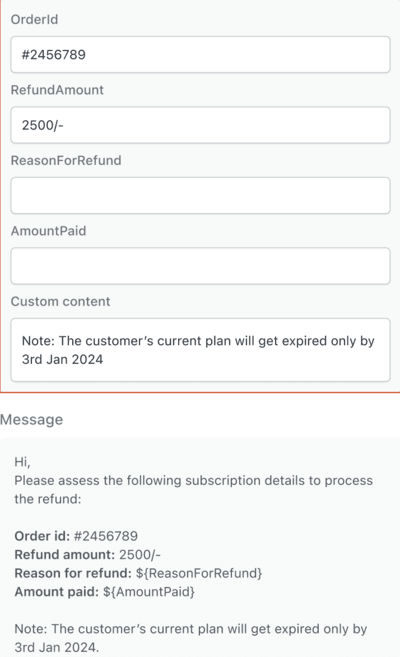 OrderId
#2456789
RefundAmount
2500/-
ReasonForRefund
AmountPaid
Custom content
Note: The customer's current plan will get expired only by
3rd Jan 2024
Message
Hi,
Please assess the following subscription details to process
the refund:
Order id: #2456789
Refund amount: 2500/-
Reason for refund: ${ReasonForRefund}
Amount paid: ${AmountPaid}
Note: The customer's current plan will get expired only by
3rd Jan 2024.